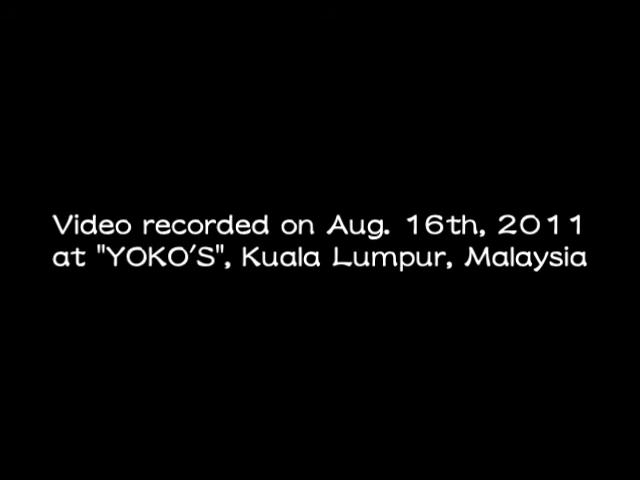 Video recorded on Aug. 16th, 2011
at "YOKO'S", Kuala Lumpur, Malaysia